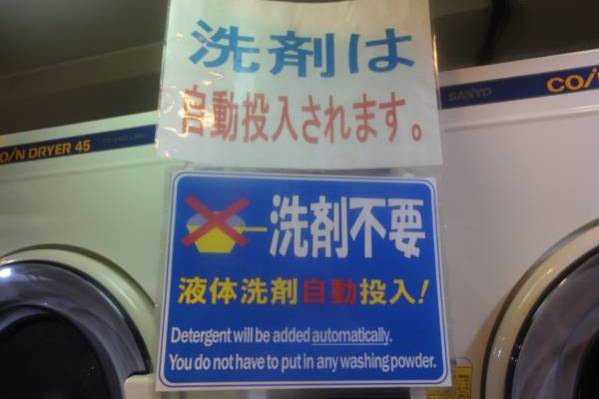 洗剤は
自動投入されます。
洗剤不要
液体洗剤自動投入!
Detergent will be added automatically.
You do not have to put in any washing powder.
O/N DRYER 45
SANYO
CO/